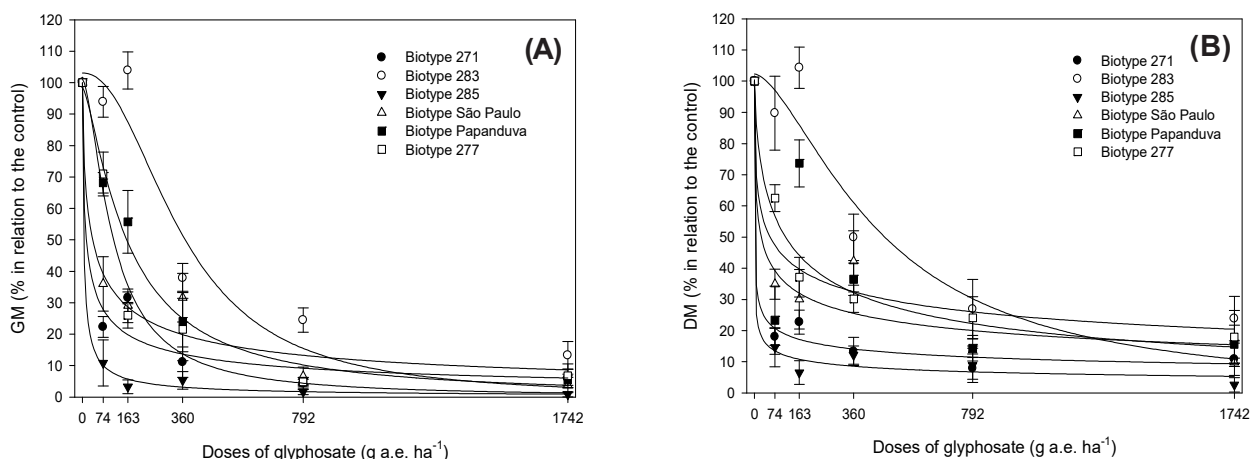 120
110
100
90
80
70
60
50
40
30
20
10
0
GM (% in relation to the control)
(A)
Biotype 271
Biotype 283
Biotype 285
Biotype São Paulo
Biotype Papanduva
Biotype 277
0 74 163 360 792 1742
Doses of glyphosate (g a.e. ha-1)
120
110
100
90
80
70
60
50
40
30
20
10
0
DM (% in relation to the control)
(B)
Biotype 271
Biotype 283
Biotype 285
Biotype São Paulo
Biotype Papanduva
Biotype 277
0 74 163 360 792 1742
Doses of glyphosate (g a.e. ha-1)